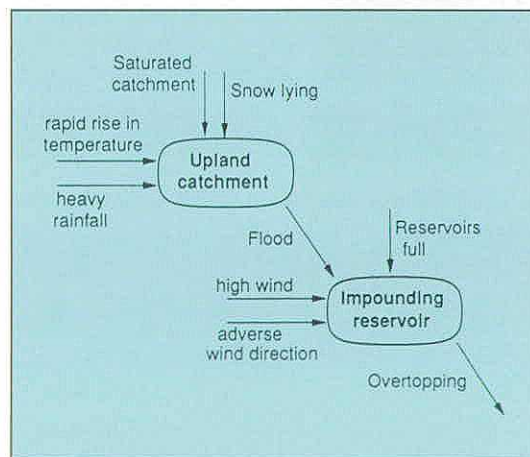 Saturated
catchment
Snow lying
rapid rise in
temperature
Upland
catchment
heavy
rainfall
Flood
Reservoirs
full
high wind
Impounding
reservoir
adverse
wind direction
Overtopping